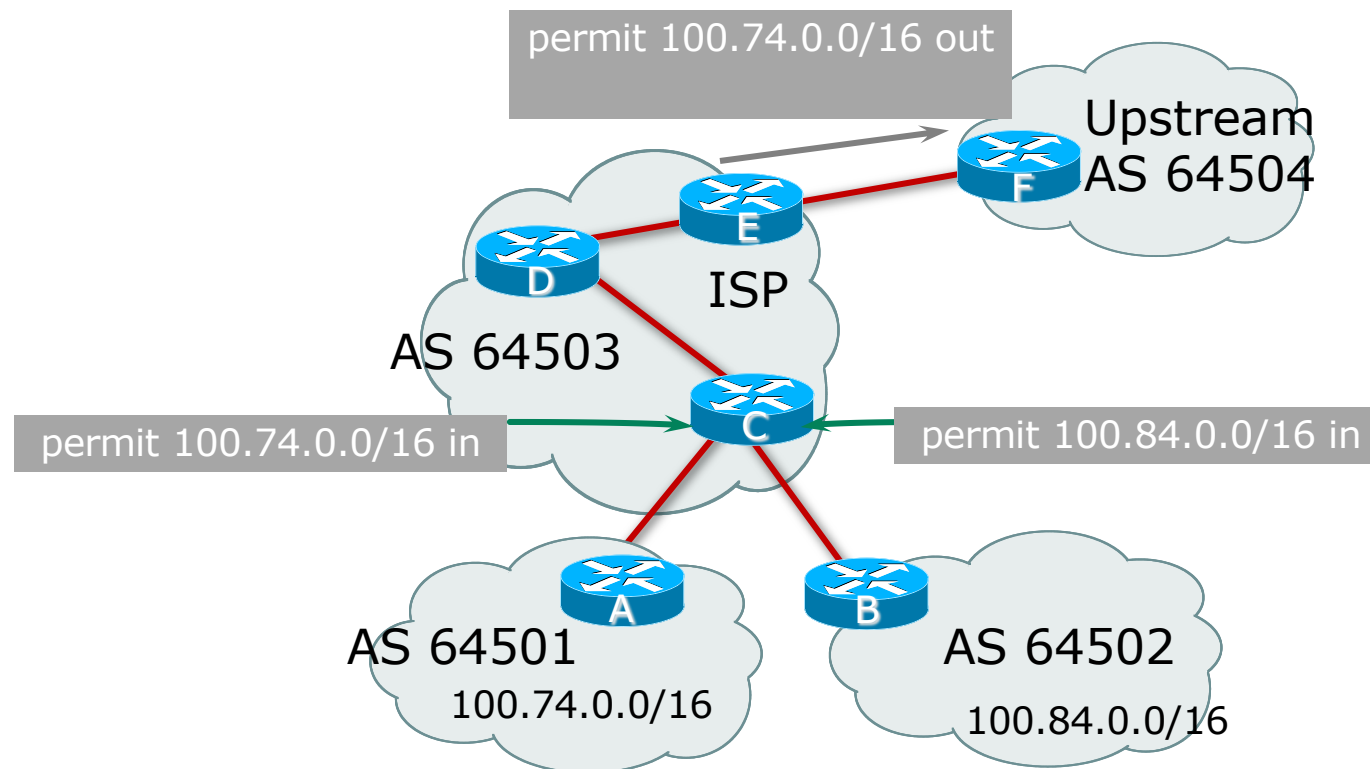 permit 100.74.0.0/16 out
Upstream
AS 64504
F
E
D
ISP
AS 64503
C
permit 100.74.0.0/16 in
permit 100.84.0.0/16 in
A
B
AS 64501
AS 64502
100.74.0.0/16
100.84.0.0/16